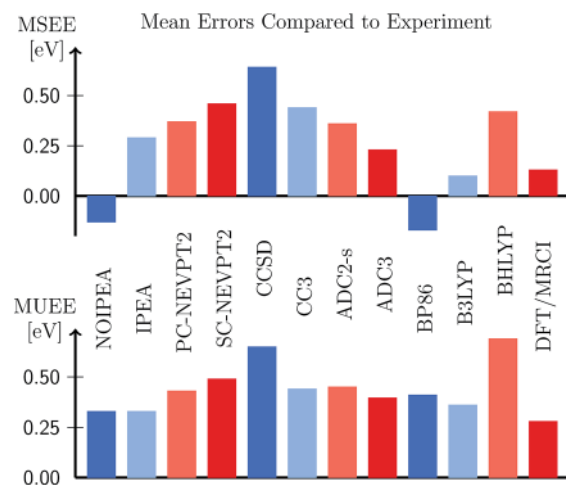 MSEE
[eV]
Mean Errors Compared to Experiment
0.50
0.25
0.00
NOIPEA
IPEA
PC-NEVPT2
SC-NEVPT2
CCSD
CC3
ADC2-s
ADC3
BP86
B3LYP
BHLYP
DFT/MRCI
MUEE
[eV]
0.50
0.25
0.00